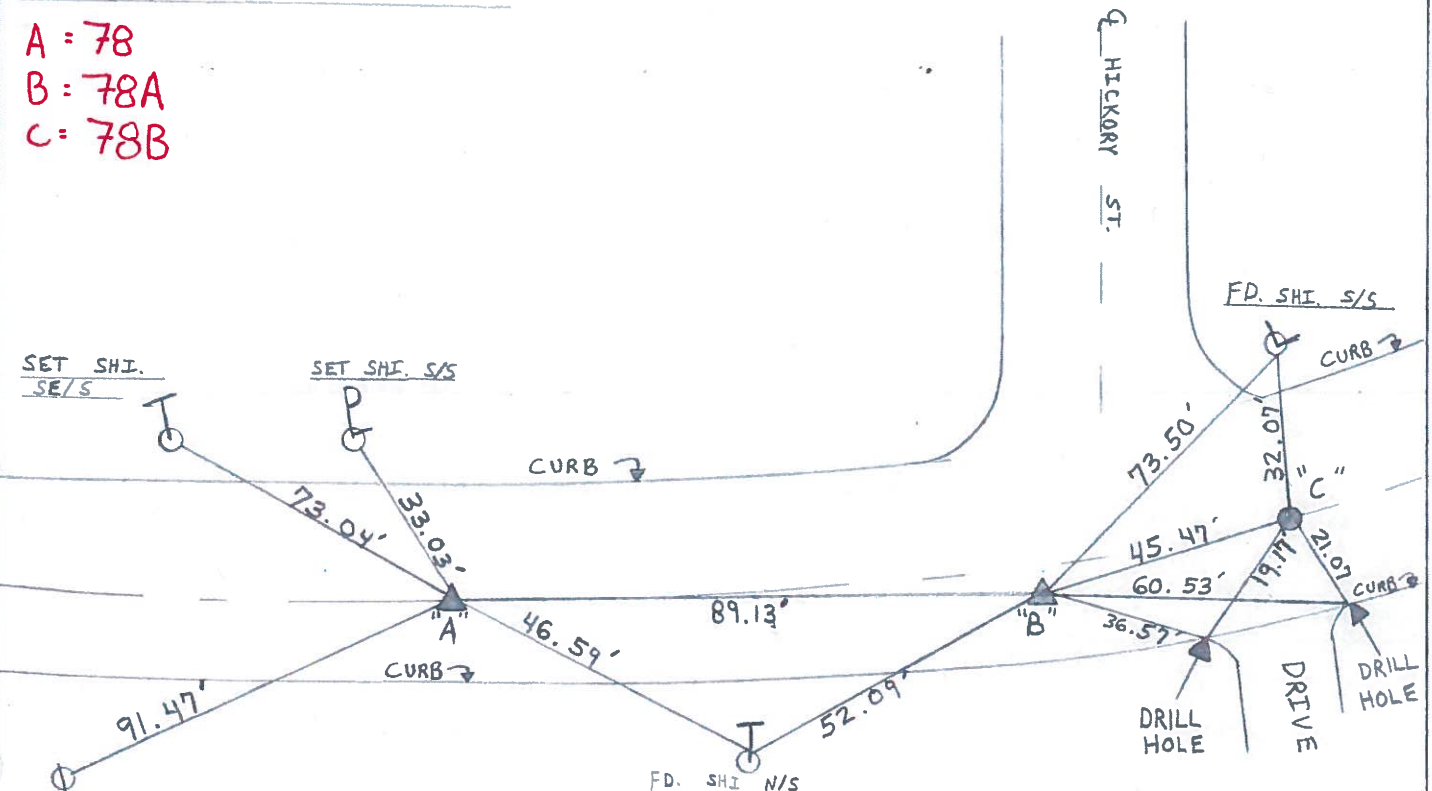 A = 78
B = 78A
C = 78B
℄ HICKORY ST.
FD. SHI. S/S
CURB
SET SHI.
SE/S
SET SHI. S/S
T
P
CURB
73.04'
33.03'
73.50'
32.07'
"C"
45.47'
19.17'
21.07
60.53'
CURB
"A"
89.13'
"B"
36.57'
46.59'
CURB
91.47'
52.09'
DRILL
HOLE
DRIVE
DRILL
HOLE
T
FD. SHI N/S